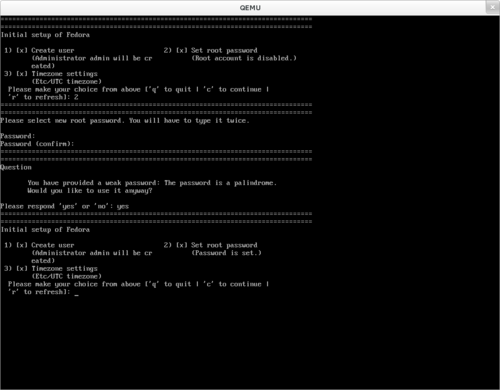 QEMU
================================================================================
================================================================================
Initial setup of Fedora
1) [x] Create user 2) [x] Set root password
(Administrator admin will be cr (Root account is disabled.)
eated)
3) [x] Timezone settings
(Etc/UTC timezone)
Please make your choice from above ['q' to quit | 'c' to continue |
'r' to refresh]: 2
================================================================================
================================================================================
Please select new root password. You will have to type it twice.
Password:
Password (confirm):
================================================================================
================================================================================
Question
You have provided a weak password: The password is a palindrome.
Would you like to use it anyway?
Please respond 'yes' or 'no': yes
================================================================================
================================================================================
Initial setup of Fedora
1) [x] Create user 2) [x] Set root password
(Administrator admin will be cr (Password is set.)
eated)
3) [x] Timezone settings
(Etc/UTC timezone)
Please make your choice from above ['q' to quit | 'c' to continue |
'r' to refresh]: _